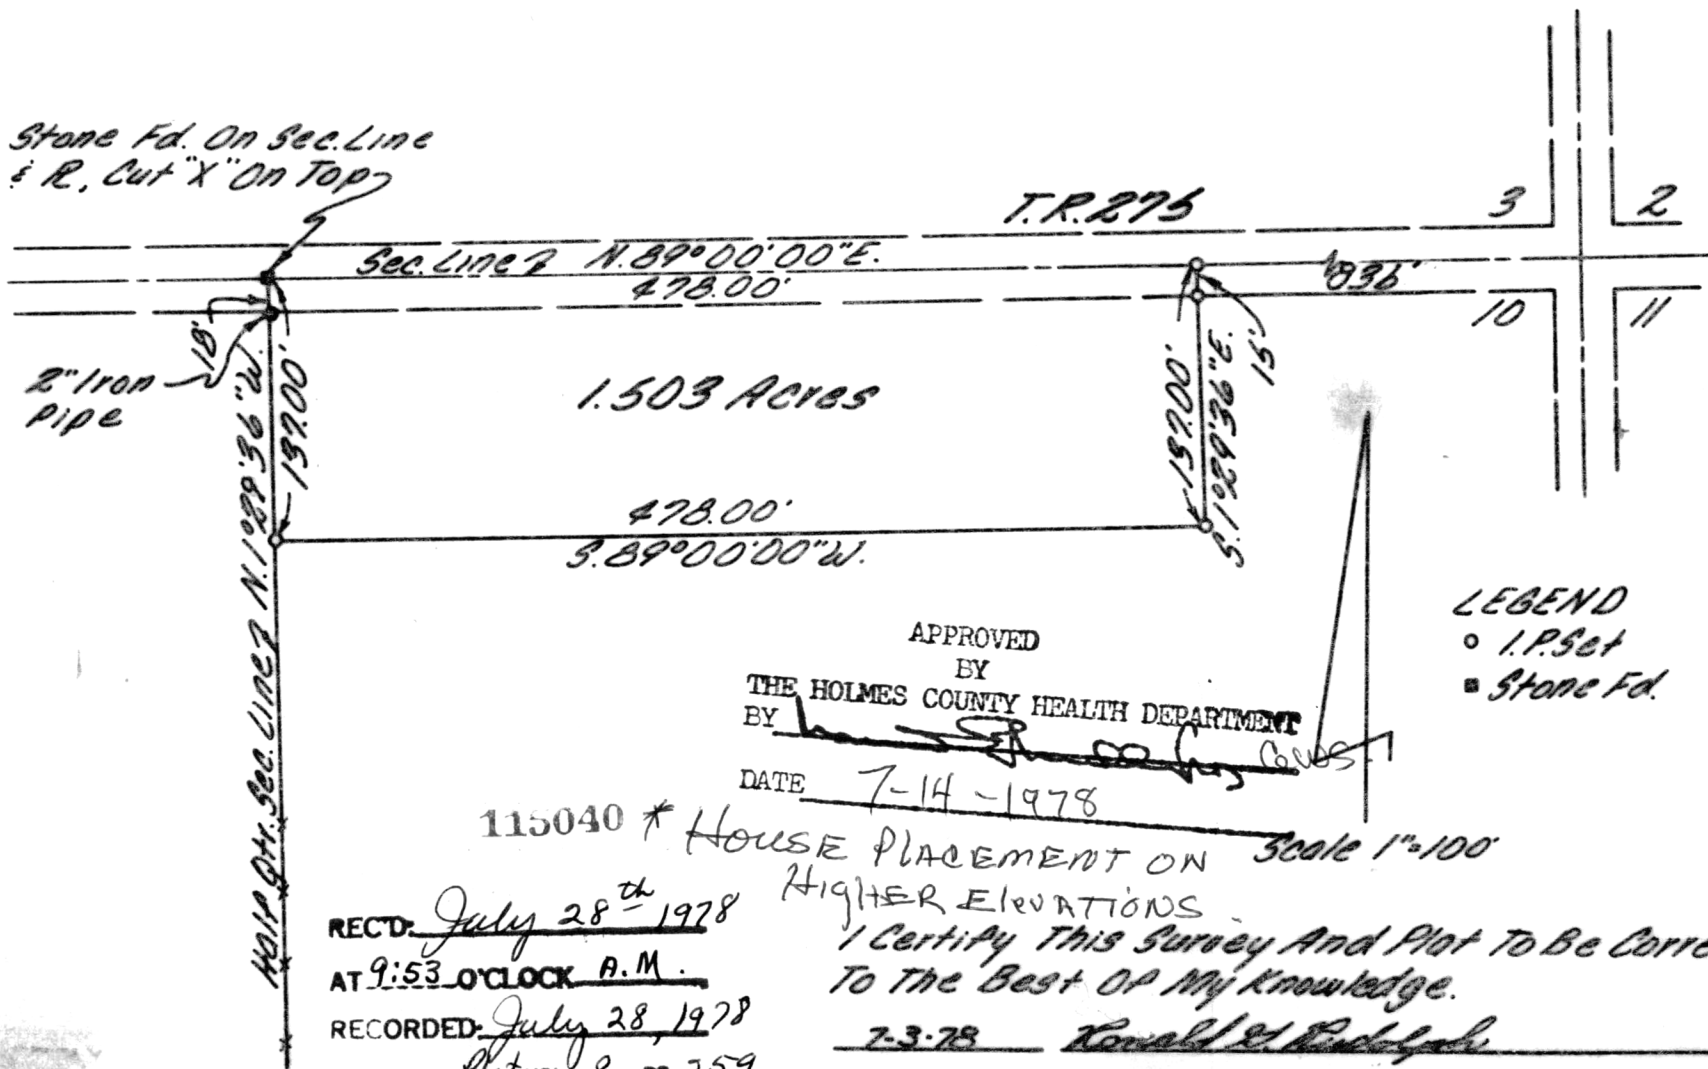 Stone Fd. On Sec. Line
& R, Cut "X" On Top
T.R. 275
3
2
Sec. Line N. 89°00'00"E.
478.00'
836'
10
11
18'
2" Iron
Pipe
137.00'
1.503 Acres
137.00'
S. 1°29'36"E.
15'
478.00'
S. 89°00'00"W.
Half Qtr. Sec. Line N. 1°29'36"W.
LEGEND
I.P. Set
Stone Fd.
APPROVED
BY
THE HOLMES COUNTY HEALTH DEPARTMENT
BY
DATE 7-14-1978
Scale 1"=100'
115040 * HOUSE PLACEMENT ON
HIGHER ElEVATIONS
REC'D: July 28th 1978
AT 9:53 O'CLOCK A.M.
RECORDED: July 28, 1978
I Certify This Survey And Plat To Be Corre
To The Best Of My Knowledge.
7-3-78 Ronald G. Rudolph